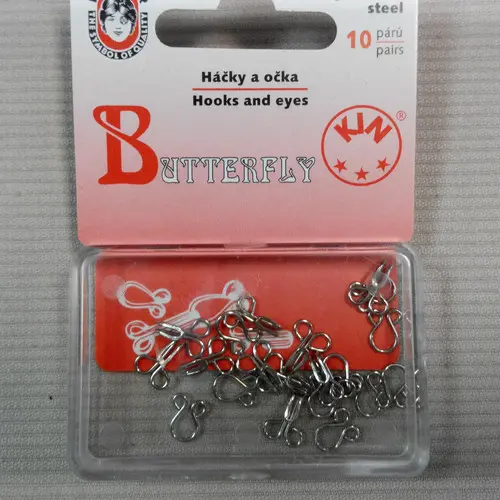 THE SYMBOL OF QUALITY
steel
10 párů
pairs
Háčky a očka
Hooks and eyes
BUTTERFLY
KIN ®